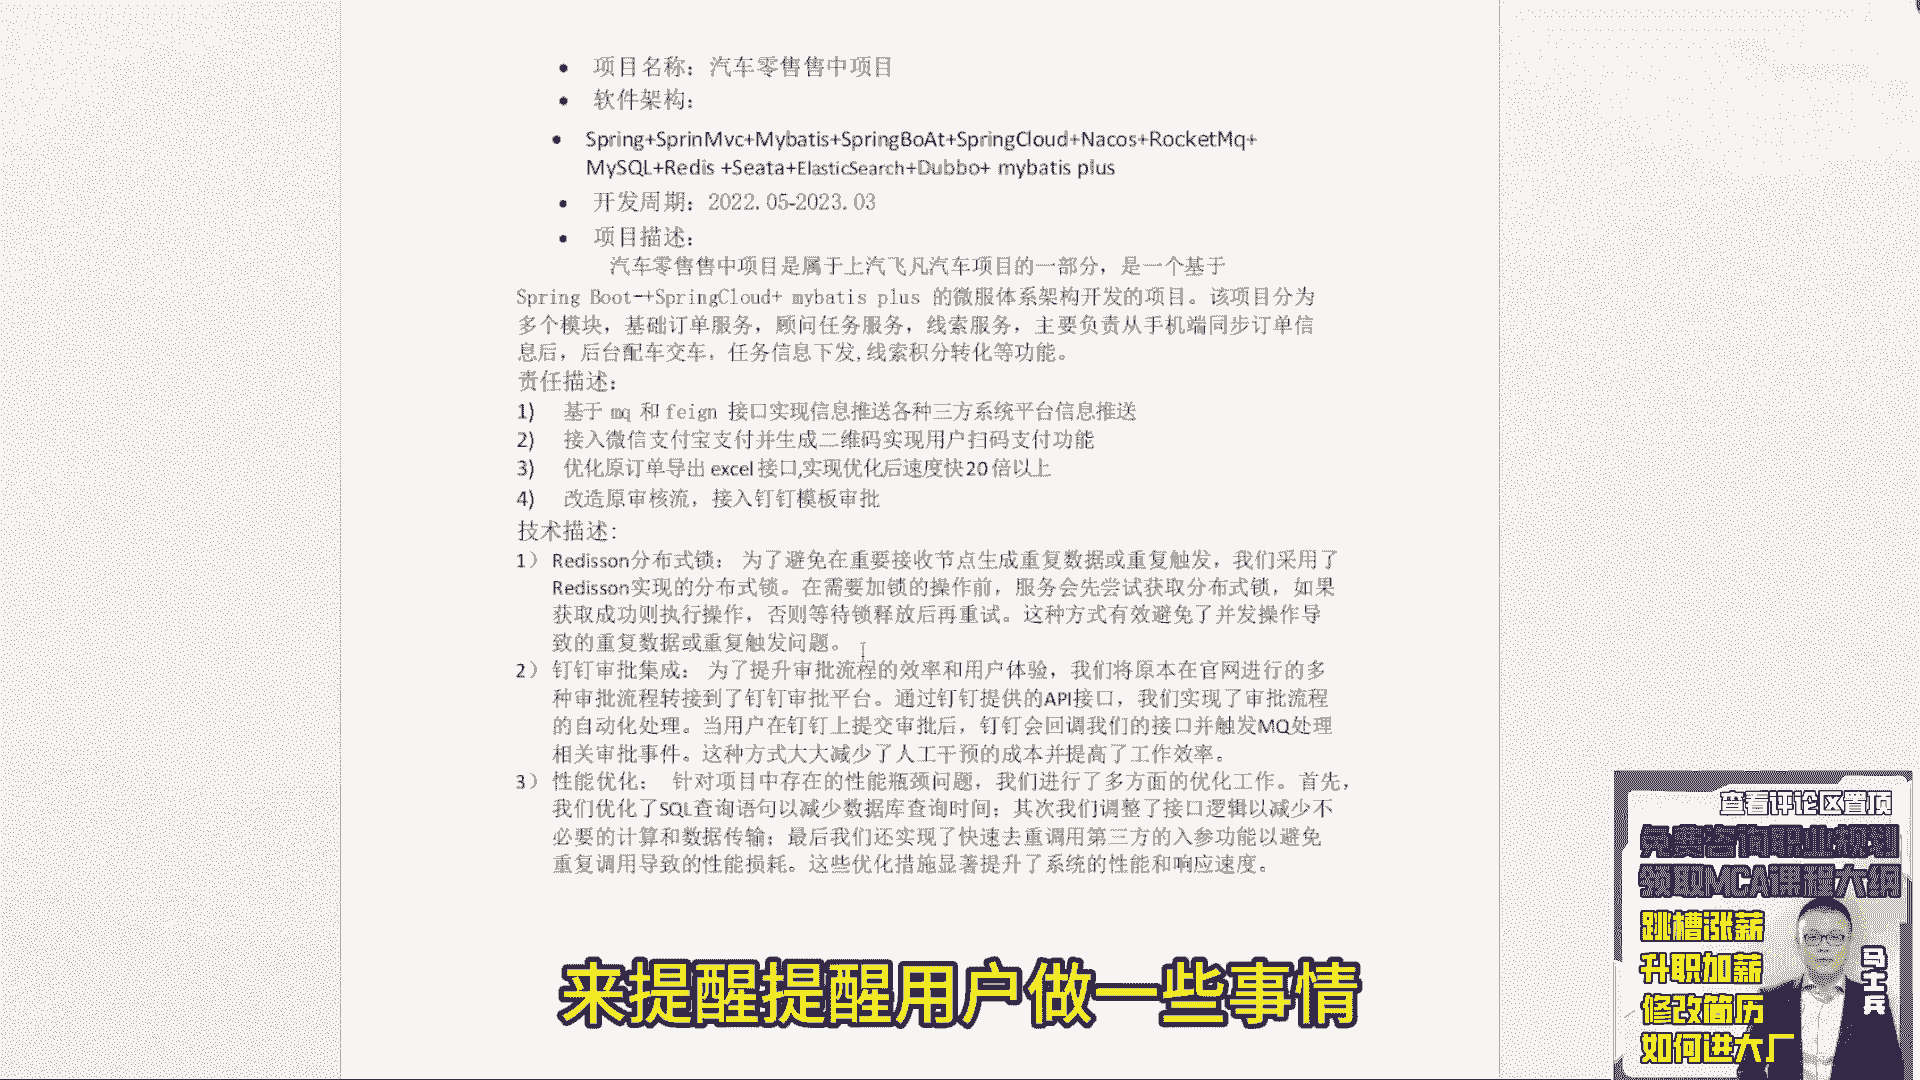 • 项目名称：汽车零售售中项目
• 软件架构：
• Spring+SprinMvc+Mybatis+SpringBoAt+SpringCloud+Nacos+RocketMq+
MySQL+Redis +Seata+ElasticSearch+Dubbo+ mybatis plus
• 开发周期：2022.05-2023.03
• 项目描述：
汽车零售售中项目是属于上汽飞凡汽车项目的一部分，是一个基于
Spring Boot-+SpringCloud+ mybatis plus 的微服体系架构开发的项目。该项目分为
多个模块，基础订单服务，顾问任务服务，线索服务，主要负责从手机端同步订单信
息后，后台配车交车，任务信息下发,线索积分转化等功能。
责任描述：
1) 基于 mq 和 feign 接口实现信息推送各种三方系统平台信息推送
2) 接入微信支付宝支付并生成二维码实现用户扫码支付功能
3) 优化原订单导出 excel 接口,实现优化后速度快20倍以上
4) 改造原审核流，接入钉钉模板审批
技术描述：
1） Redisson分布式锁： 为了避免在重要接收节点生成重复数据或重复触发，我们采用了
Redisson实现的分布式锁。在需要加锁的操作前，服务会先尝试获取分布式锁，如果
获取成功则执行操作，否则等待锁释放后再重试。这种方式有效避免了并发操作导
致的重复数据或重复触发问题。
2） 钉钉审批集成： 为了提升审批流程的效率和用户体验，我们将原本在官网进行的多
种审批流程转接到了钉钉审批平台。通过钉钉提供的API接口，我们实现了审批流程
的自动化处理。当用户在钉钉上提交审批后，钉钉会回调我们的接口并触发MQ处理
相关审批事件。这种方式大大减少了人工干预的成本并提高了工作效率。
3） 性能优化： 针对项目中存在的性能瓶颈问题，我们进行了多方面的优化工作。首先，
我们优化了SQL查询语句以减少数据库查询时间；其次我们调整了接口逻辑以减少不
必要的计算和数据传输；最后我们还实现了快速去重调用第三方的入参功能以避免
重复调用导致的性能损耗。这些优化措施显著提升了系统的性能和响应速度。
来提醒提醒用户做一些事情
查看评论区置顶
免费咨询职业规划
领取MCA课程大纲
跳槽涨薪
升职加薪
修改简历
如何进大厂
马士兵